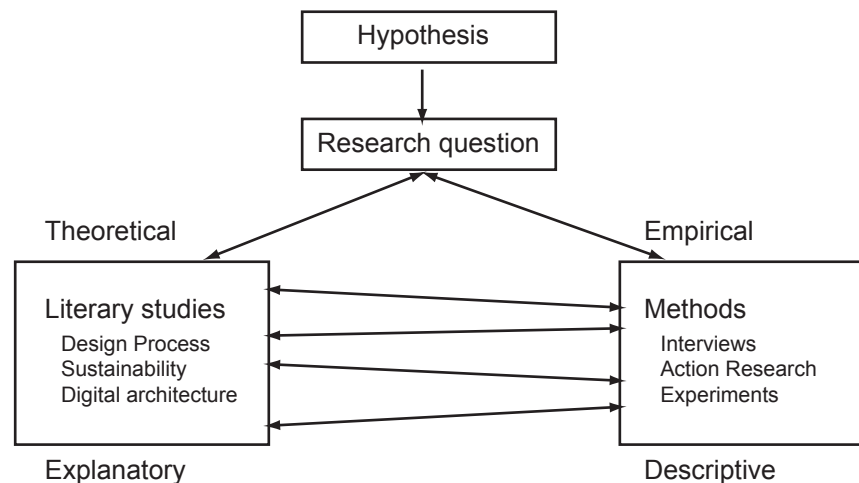 Hypothesis
Research question
Theoretical
Empirical
Literary studies
Design Process
Sustainability
Digital architecture
Methods
Interviews
Action Research
Experiments
Explanatory
Descriptive